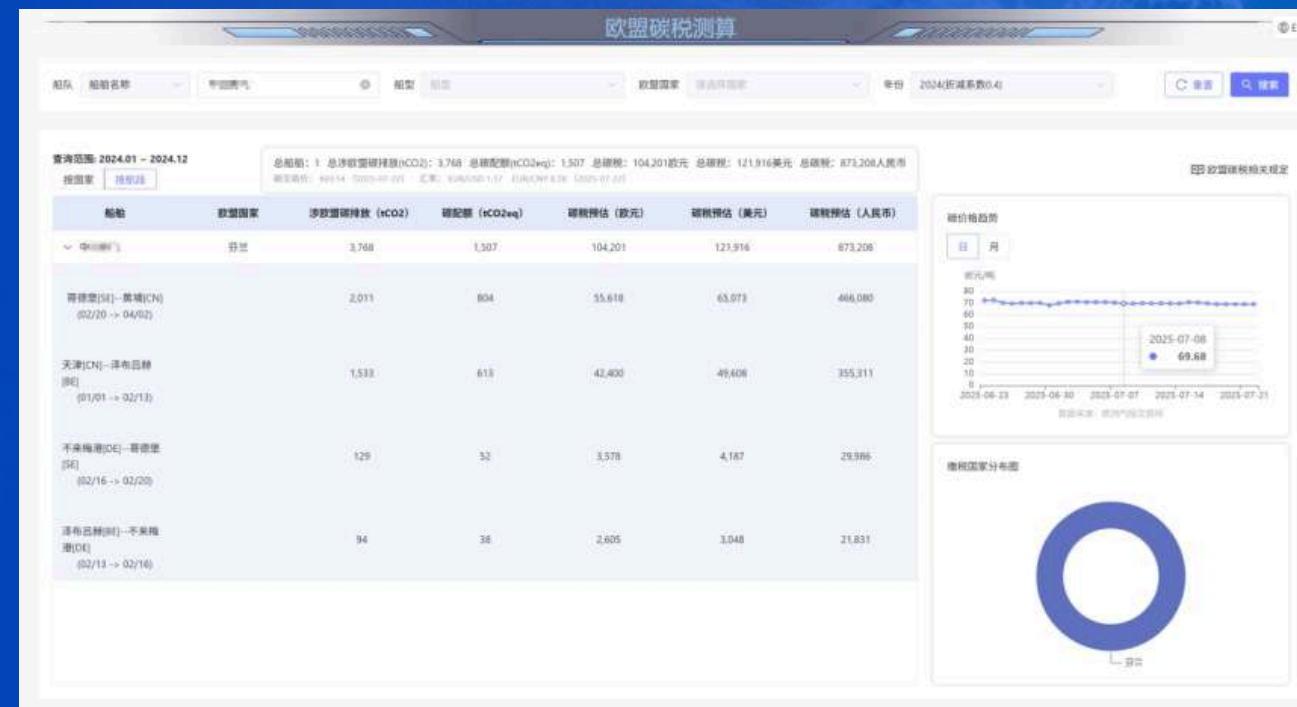 欧盟碳税测算
船队 船舶名称 船型 船型 欧盟国家 请选择国家 年份 2024(折减系数0.4) 重置 搜索
查询范围: 2024.01 – 2024.12
总船舶: 1 总涉欧盟碳排放(tCO2): 3,768 总碳配额(tCO2eq): 1,507 总碳税: 104,201欧元 总碳税: 121,916美元 总碳税: 873,208人民币
欧盟碳税相关规定
按国家 按航段
船舶 欧盟国家 涉欧盟碳排放 (tCO2) 碳配额 (tCO2eq) 碳税预估 (欧元) 碳税预估 (美元) 碳税预估 (人民币)
芬兰 3,768 1,507 104,201 121,916 873,208
哥德堡[SE]--黄埔[CN] 2,011 804 55,618 65,073 466,080
(02/20 -> 04/02)
天津[CN]--泽布吕赫
[BE] 1,533 613 42,400 49,608 355,311
(01/01 -> 02/13)
不来梅港[DE]--哥德堡
[SE] 129 52 3,578 4,187 29,986
(02/16 -> 02/20)
泽布吕赫[BE]--不来梅
港[DE] 94 38 2,605 3,048 21,831
(02/13 -> 02/16)
碳价格趋势
日 月
欧元/吨
80
70
60
50
40
30
20
10
0
2025-07-08
69.68
2025-06-23 2025-06-30 2025-07-07 2025-07-14 2025-07-21
缴税国家分布图
芬兰